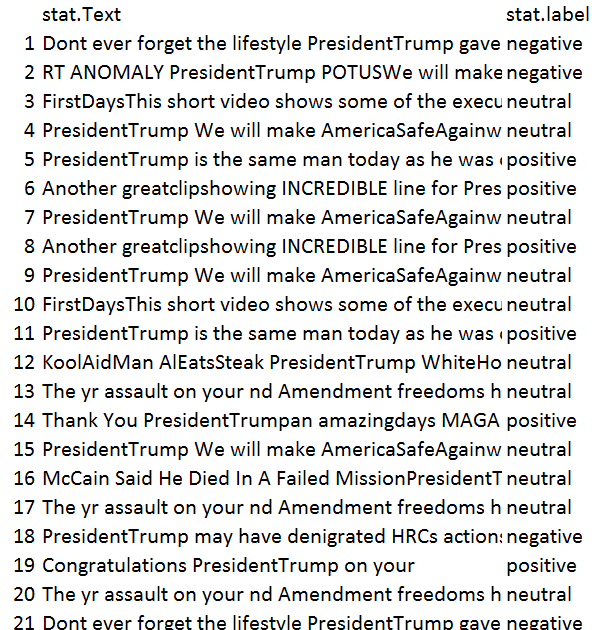 stat.Text stat.label
1 Dont ever forget the lifestyle PresidentTrump gave negative
2 RT ANOMALY PresidentTrump POTUSWe will make negative
3 FirstDaysThis short video shows some of the execu neutral
4 PresidentTrump We will make AmericaSafeAgainw neutral
5 PresidentTrump is the same man today as he was positive
6 Another greatclipshowing INCREDIBLE line for Pres positive
7 PresidentTrump We will make AmericaSafeAgainw neutral
8 Another greatclipshowing INCREDIBLE line for Pres positive
9 PresidentTrump We will make AmericaSafeAgainw neutral
10 FirstDaysThis short video shows some of the execu neutral
11 PresidentTrump is the same man today as he was positive
12 KoolAidMan AlEatsSteak PresidentTrump WhiteHo neutral
13 The yr assault on your nd Amendment freedoms h neutral
14 Thank You PresidentTrumpan amazingdays MAGA positive
15 PresidentTrump We will make AmericaSafeAgainw neutral
16 McCain Said He Died In A Failed MissionPresidentT neutral
17 The yr assault on your nd Amendment freedoms h neutral
18 PresidentTrump may have denigrated HRCs actions negative
19 Congratulations PresidentTrump on your positive
20 The yr assault on your nd Amendment freedoms h neutral
21 Dont ever forget the lifestyle PresidentTrump gave negative